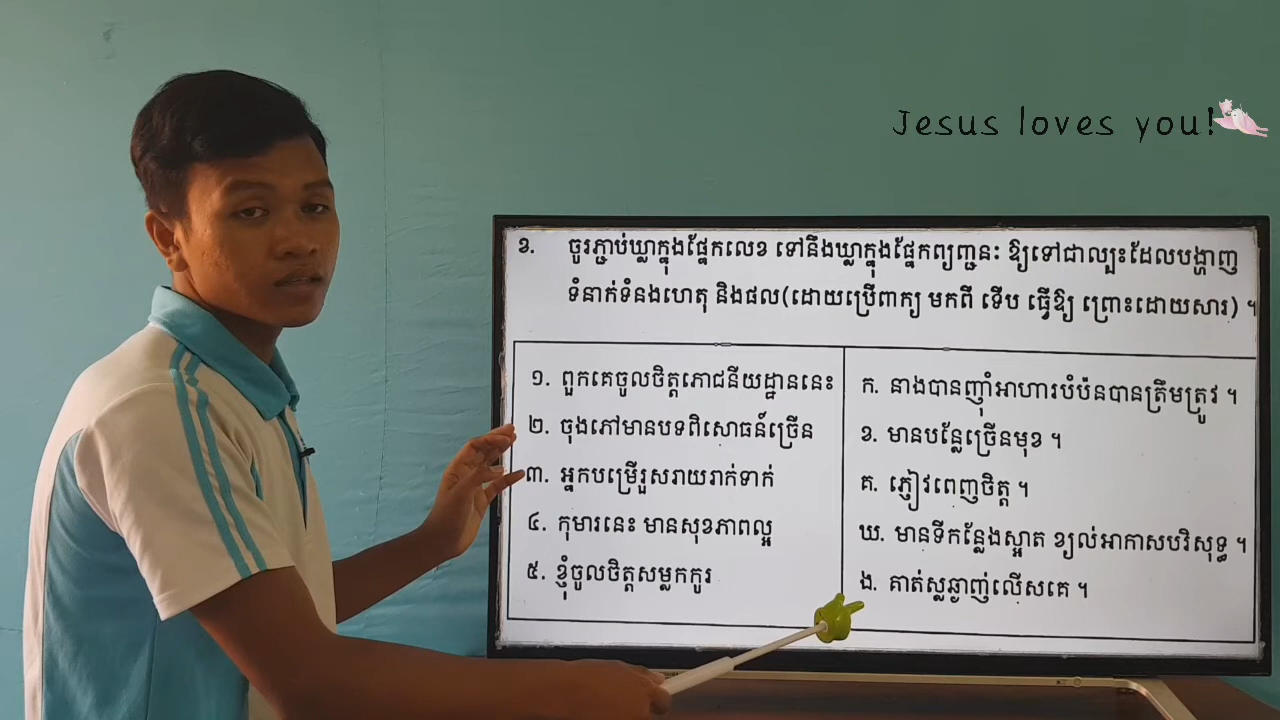 Jesus loves you!
ខ. ចូរភ្ជាប់ឃ្លាក្នុងផ្នែកលេខ ទៅនឹងឃ្លាក្នុងផ្នែកព្យញ្ជនៈ ឱ្យទៅជាល្បះដែលបង្ហាញ
ទំនាក់ទំនងហេតុ និងផល(ដោយប្រើពាក្យ មកពី ទើប ធ្វើឱ្យ ព្រោះដោយសារ) ។
១. ពួកគេចូលចិត្តភោជនីយដ្ឋាននេះ
២. ចុងភៅមានបទពិសោធន៍ច្រើន
៣. អ្នកបម្រើរួសរាយរាក់ទាក់
៤. កុមារនេះ មានសុខភាពល្អ
៥. ខ្ញុំចូលចិត្តសម្លកកូរ
ក. នាងបានញ៉ាំអាហារបំប៉នបានត្រឹមត្រូវ ។
ខ. មានបន្លែច្រើនមុខ ។
គ. ភ្ញៀវពេញចិត្ត ។
ឃ. មានទីកន្លែងស្អាត ខ្យល់អាកាសបរិសុទ្ធ ។
ង. គាត់ស្លឆ្ងាញ់លើសគេ ។